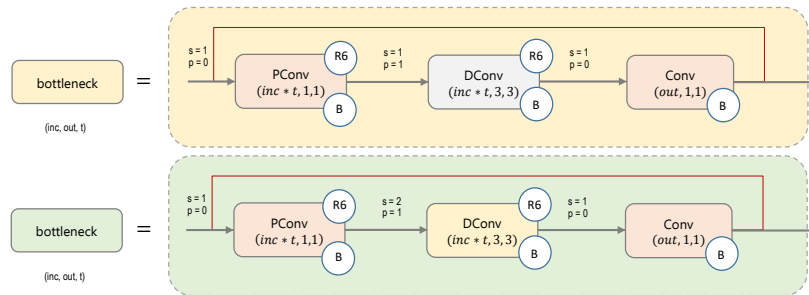 bottleneck
(inc, out, t)
=
s = 1
p = 0
PConv
(inc * t, 1,1)
R6
B
s = 1
p = 1
DConv
(inc * t, 3, 3)
R6
B
s = 1
p = 0
Conv
(out, 1,1)
B
bottleneck
(inc, out, t)
=
s = 1
p = 0
PConv
(inc * t, 1,1)
R6
B
s = 2
p = 1
DConv
(inc * t, 3, 3)
R6
B
s = 1
p = 0
Conv
(out, 1,1)
B